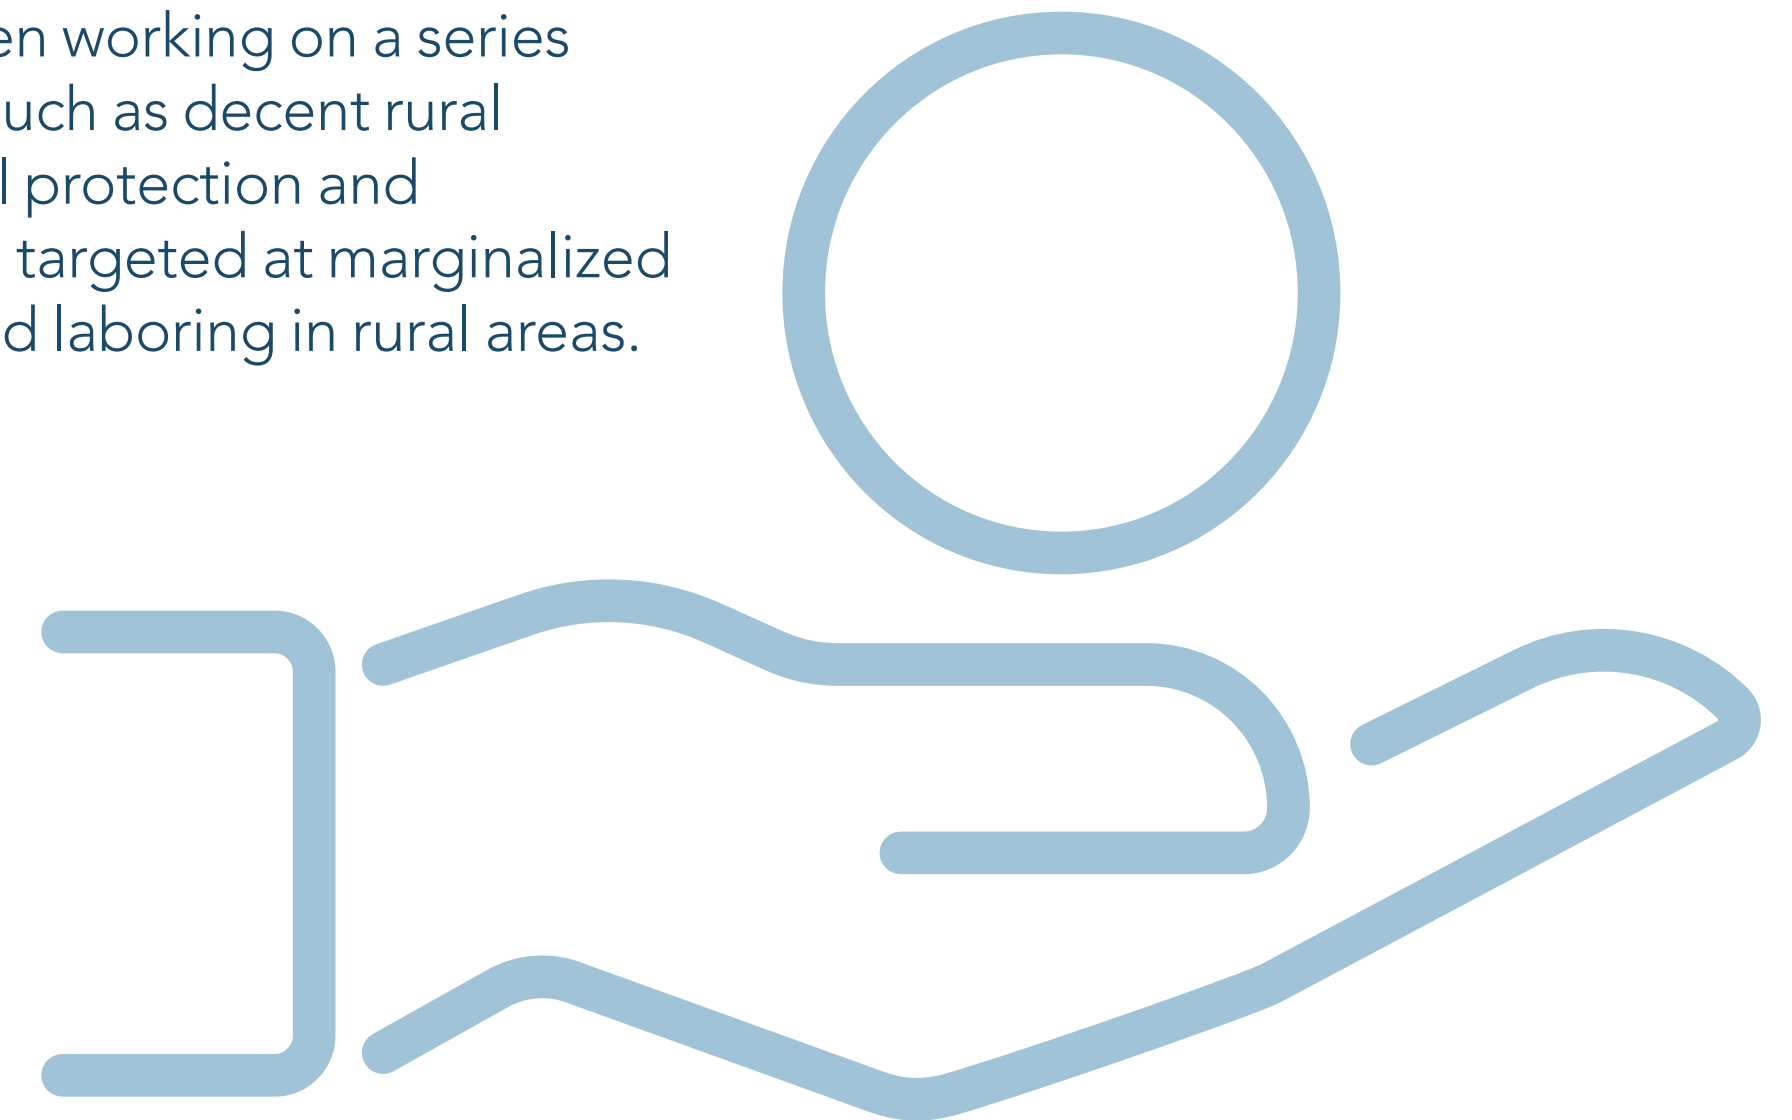 en working on a series
uch as decent rural
l protection and
targeted at marginalized
d laboring in rural areas.